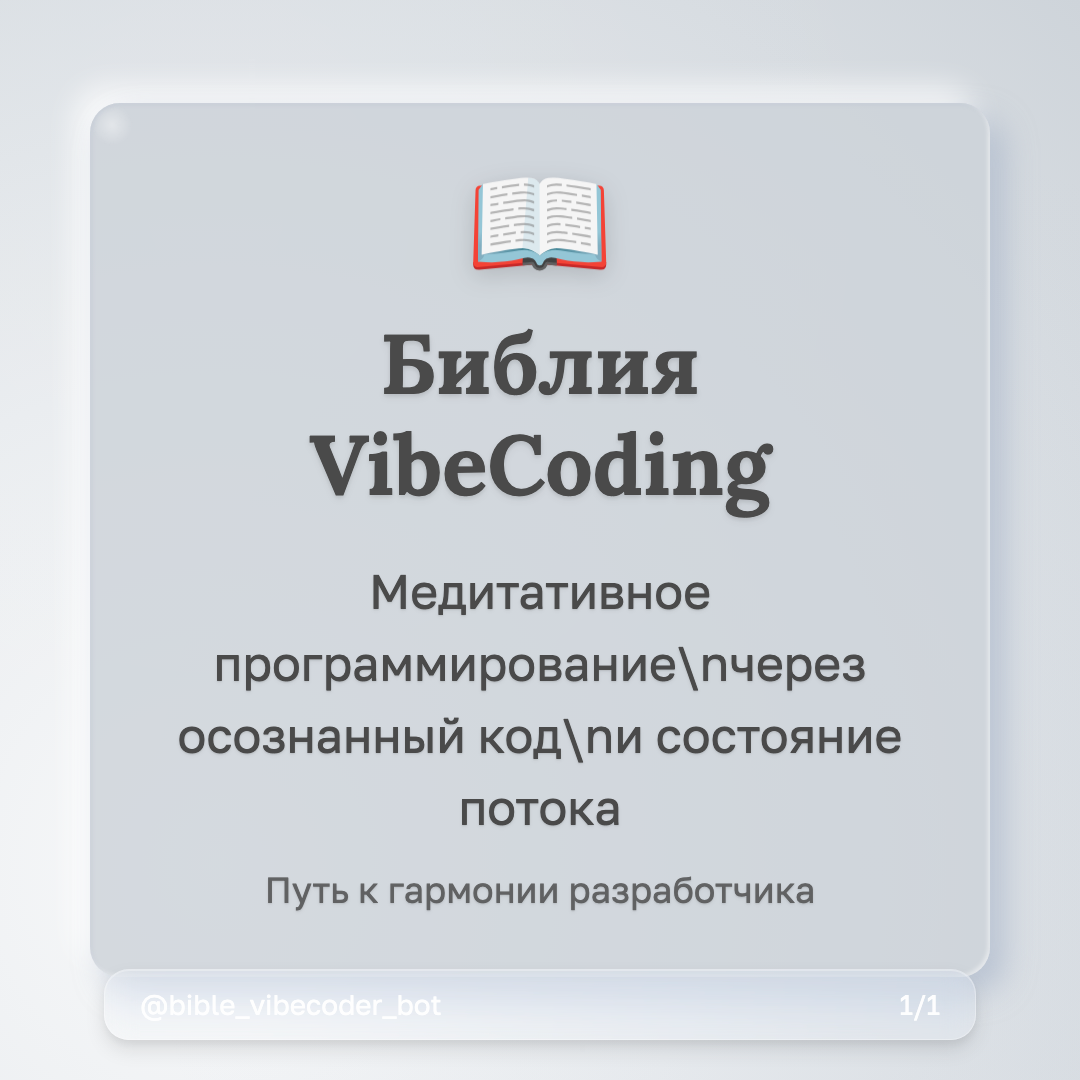 Библия
VibeCoding
Медитативное
программирование\nчерез
осознанный код\nи состояние
потока
Путь к гармонии разработчика
@bible_vibecoder_bot 1/1